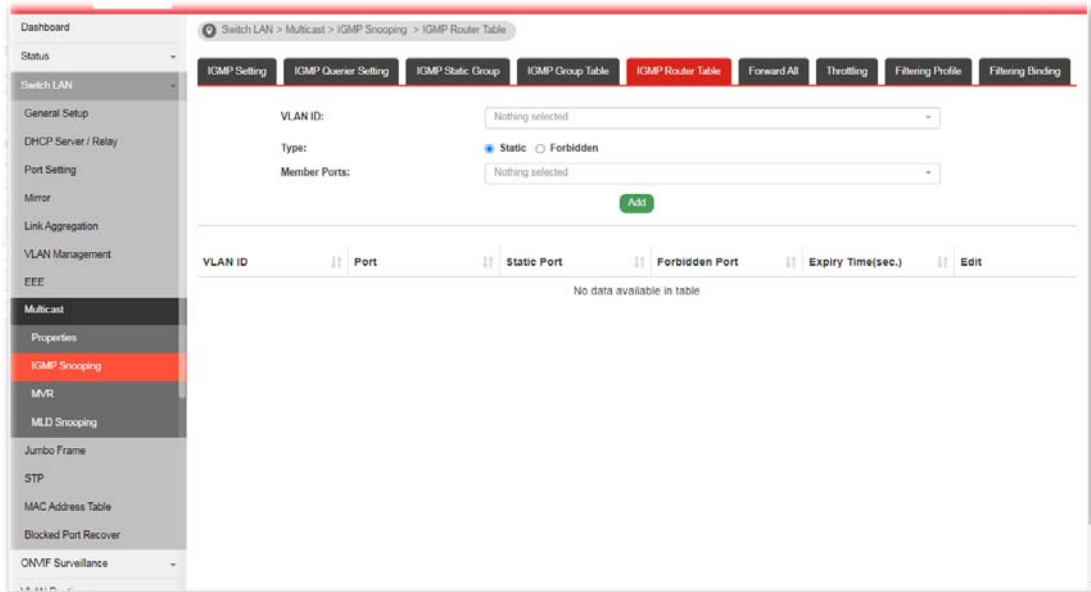 Dashboard
Status
Switch LAN
General Setup
DHCP Server / Relay
Port Setting
Mirror
Link Aggregation
VLAN Management
EEE
Multicast
Properties
IGMP Snooping
MVR
MLD Snooping
Jumbo Frame
STP
MAC Address Table
Blocked Port Recover
ONVIF Surveillance
Switch LAN > Multicast > IGMP Snooping > IGMP Router Table
IGMP Setting IGMP Querier Setting IGMP Static Group IGMP Group Table IGMP Router Table Forward All Throttling Filtering Profile Filtering Binding
VLAN ID: Nothing selected
Type: Static Forbidden
Member Ports: Nothing selected
Add
VLAN ID Port Static Port Forbidden Port Expiry Time(sec.) Edit
No data available in table